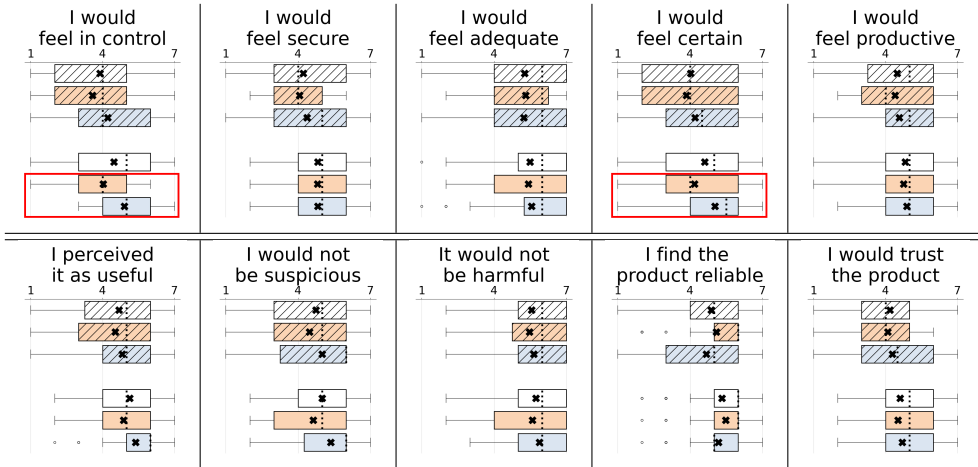 I would
feel in control
1 4 7
I would
feel secure
1 4 7
I would
feel adequate
1 4 7
I would
feel certain
1 4 7
I would
feel productive
1 4 7
I perceived
it as useful
1 4 7
I would not
be suspicious
1 4 7
It would not
be harmful
1 4 7
I find the
product reliable
1 4 7
I would trust
the product
1 4 7